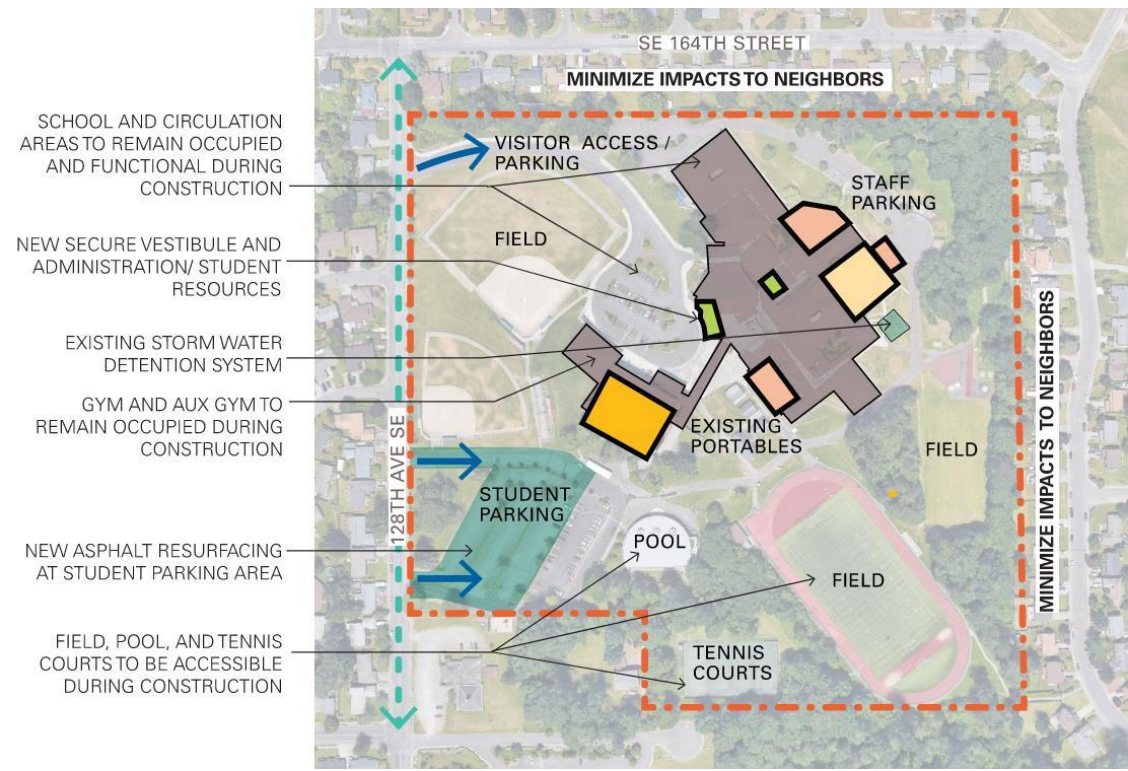 SE 164TH STREET
MINIMIZE IMPACTS TO NEIGHBORS
SCHOOL AND CIRCULATION
AREAS TO REMAIN OCCUPIED
AND FUNCTIONAL DURING
CONSTRUCTION
NEW SECURE VESTIBULE AND
ADMINISTRATION/ STUDENT
RESOURCES
EXISTING STORM WATER
DETENTION SYSTEM
GYM AND AUX GYM TO
REMAIN OCCUPIED DURING
CONSTRUCTION
NEW ASPHALT RESURFACING
AT STUDENT PARKING AREA
FIELD, POOL, AND TENNIS
COURTS TO BE ACCESSIBLE
DURING CONSTRUCTION
128TH AVE SE
VISITOR ACCESS /
PARKING
STAFF
PARKING
FIELD
EXISTING
PORTABLES
FIELD
STUDENT
PARKING
POOL
FIELD
TENNIS
COURTS
MINIMIZE IMPACTS TO NEIGHBORS